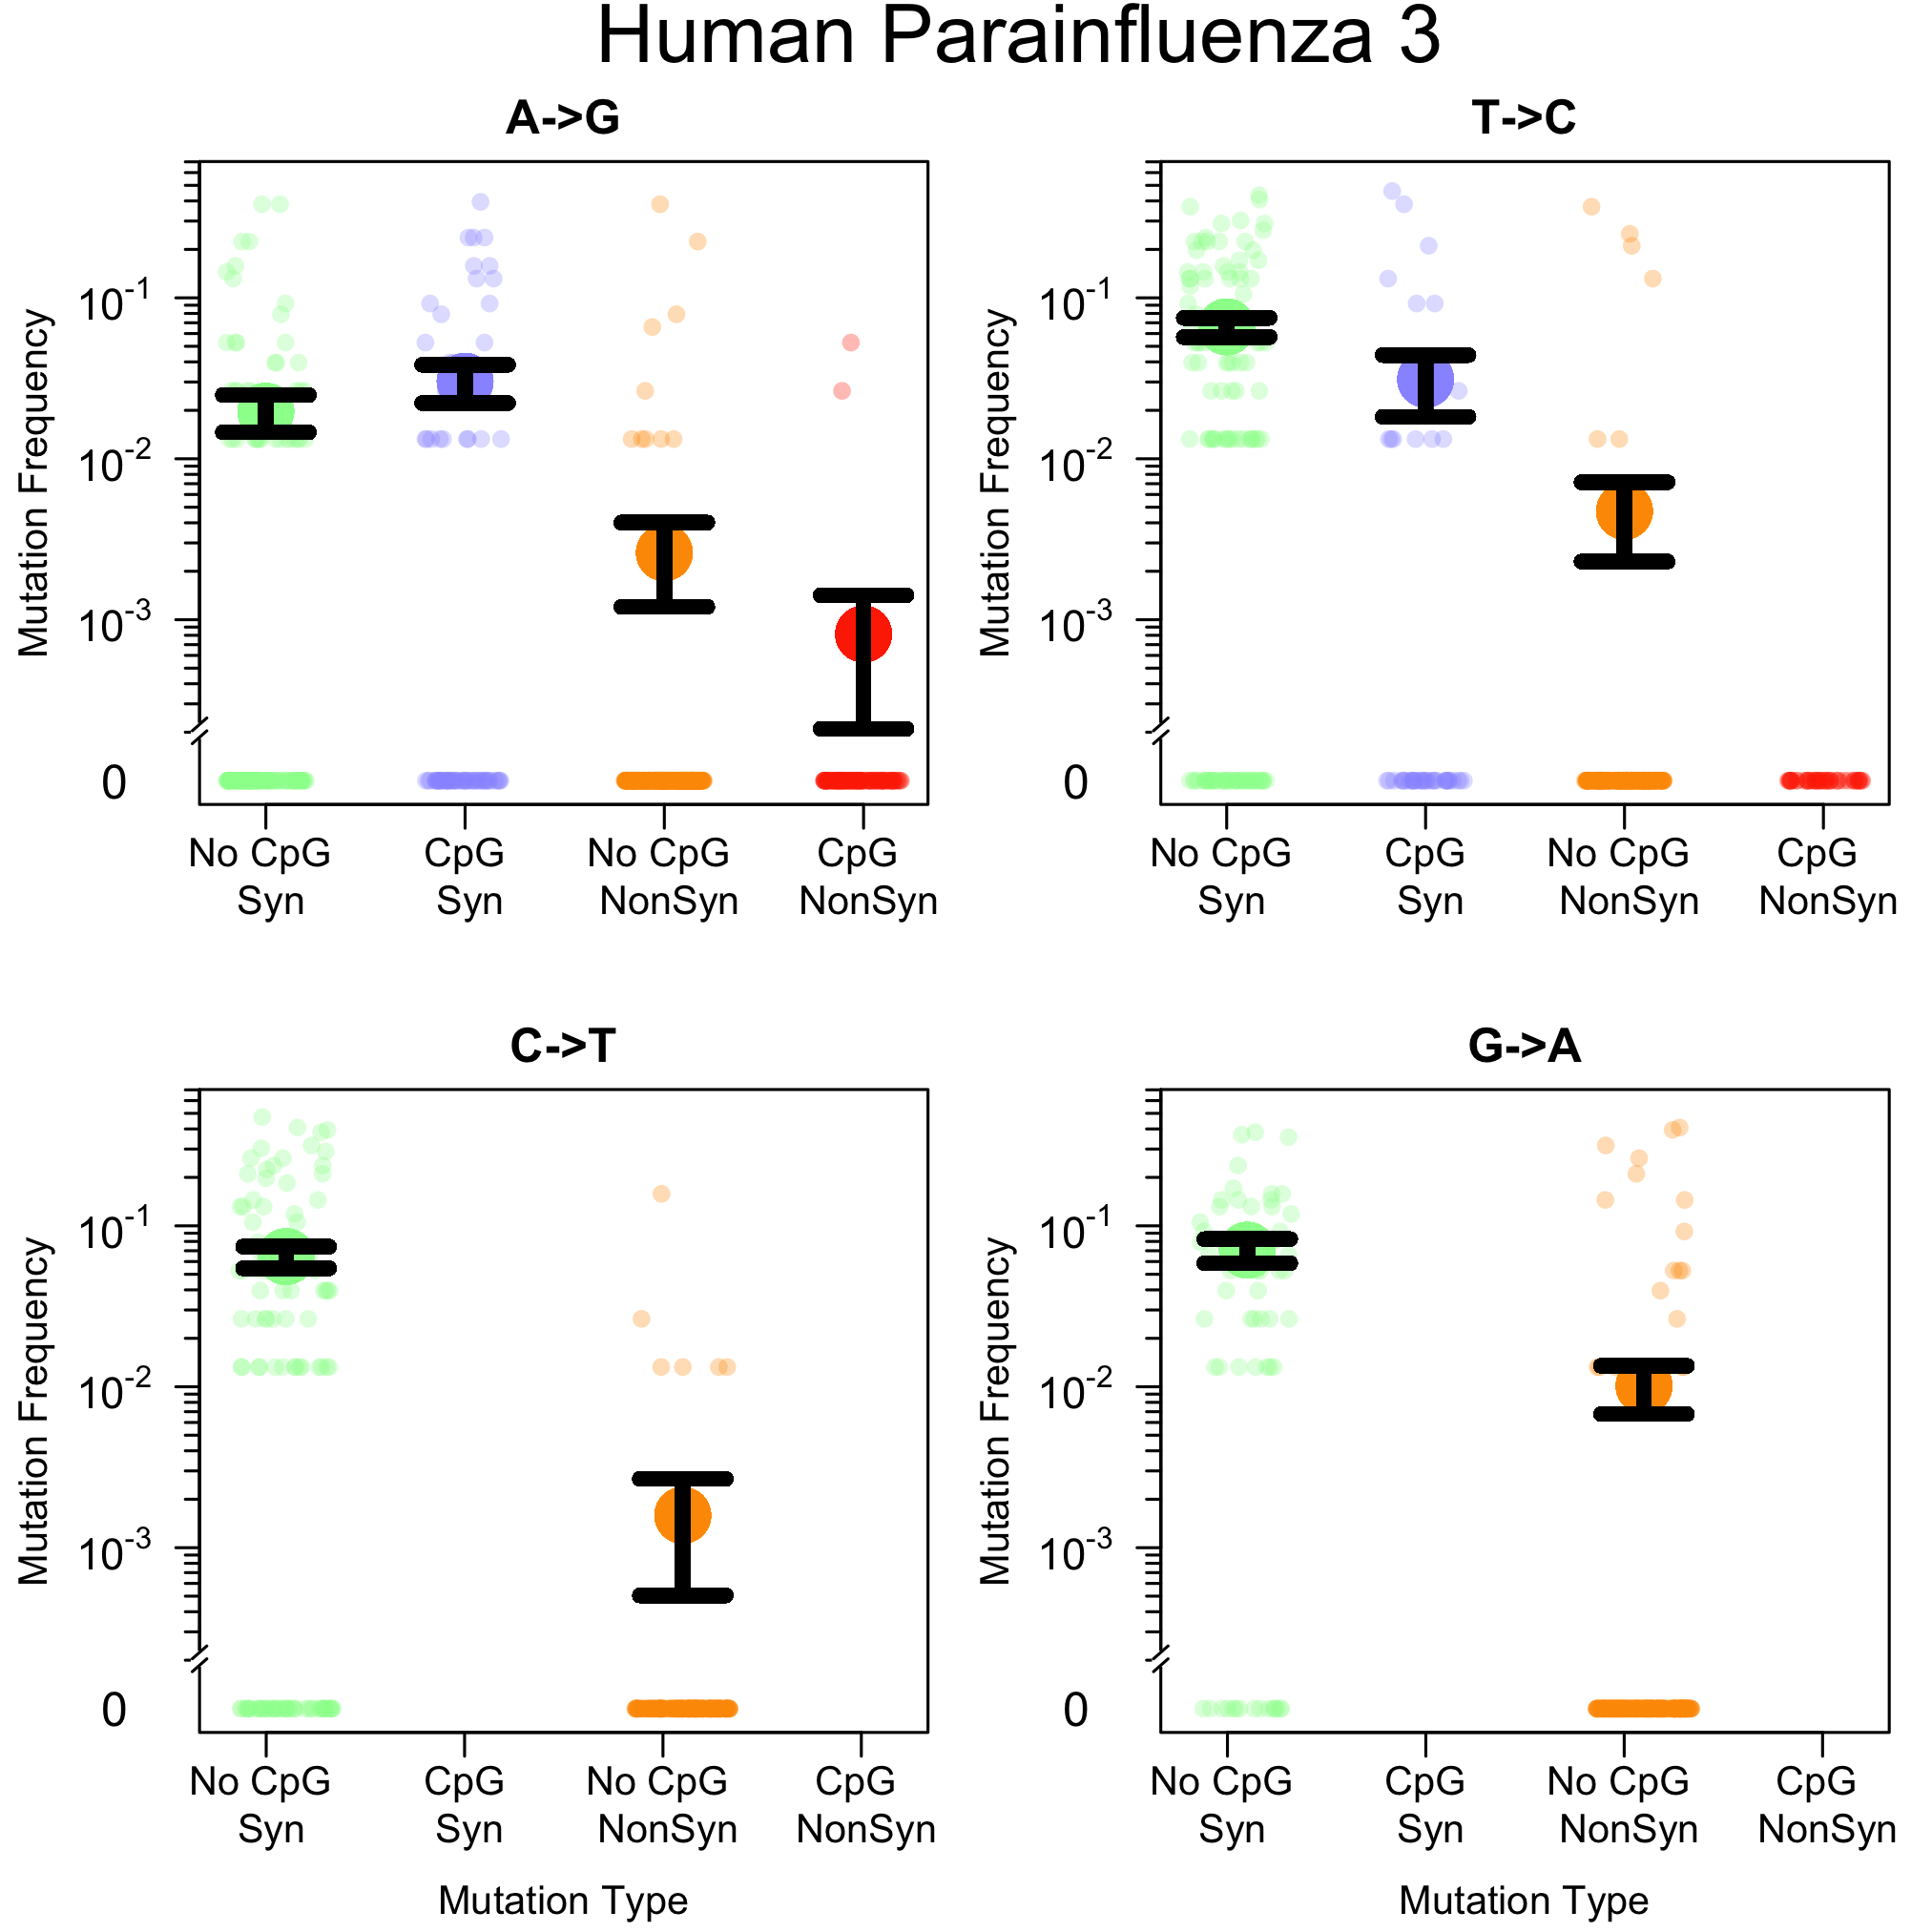 Human Parainfluenza 3
A->G
Mutation Frequency
10-1
10-2
10-3
0
No CpG
Syn
CpG
Syn
No CpG
NonSyn
CpG
NonSyn
T->C
Mutation Frequency
10-1
10-2
10-3
0
No CpG
Syn
CpG
Syn
No CpG
NonSyn
CpG
NonSyn
C->T
Mutation Frequency
10-1
10-2
10-3
0
No CpG
Syn
CpG
Syn
No CpG
NonSyn
CpG
NonSyn
Mutation Type
G->A
Mutation Frequency
10-1
10-2
10-3
0
No CpG
Syn
CpG
Syn
No CpG
NonSyn
CpG
NonSyn
Mutation Type